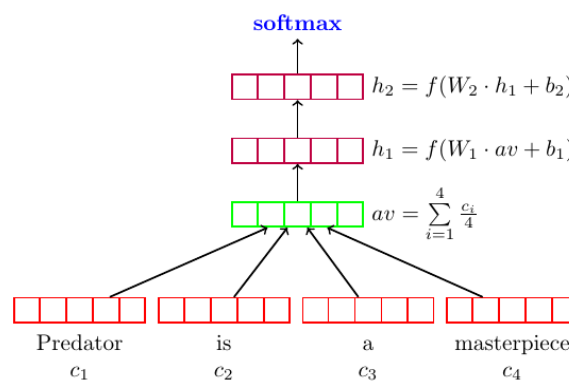 softmax
h₂ = f(W₂ · h₁ + b₂)
h₁ = f(W₁ · av + b₁)
av = ∑_{i=1}^{4} c_i/4
Predator is a masterpiece
c₁ c₂ c₃ c₄